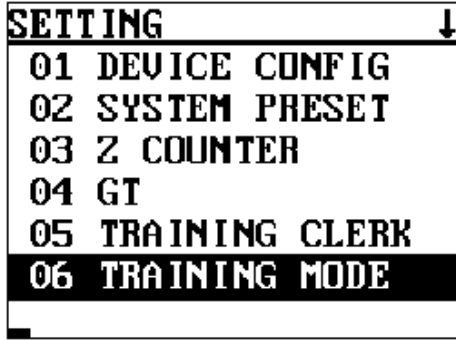 SETTING ↓
01 DEVICE CONFIG
02 SYSTEM PRESET
03 Z COUNTER
04 GT
05 TRAINING CLERK
06 TRAINING MODE